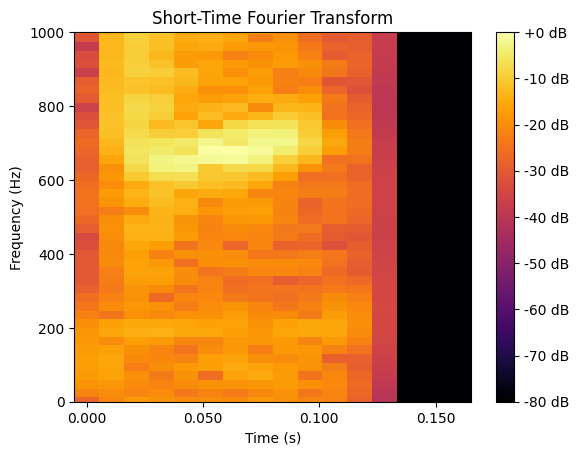 Short-Time Fourier Transform
1000
800
600
400
200
0
Frequency (Hz)
0.000
0.050
0.100
0.150
Time (s)
+0 dB
-10 dB
-20 dB
-30 dB
-40 dB
-50 dB
-60 dB
-70 dB
-80 dB